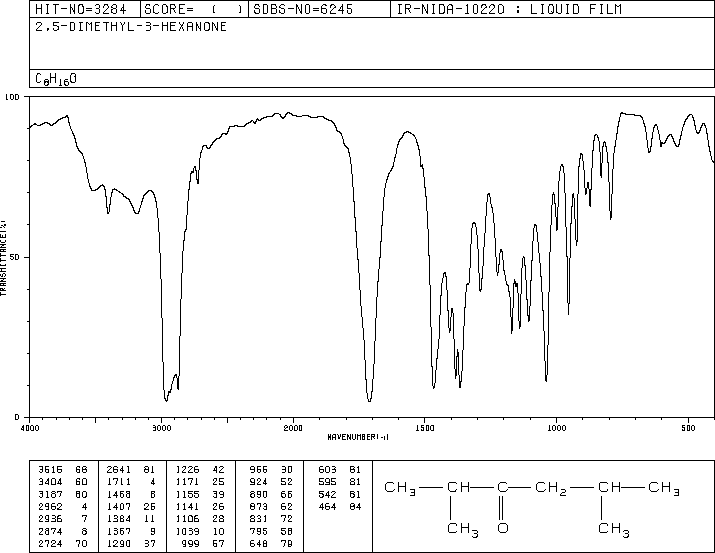 HIT-NO=3284 SCORE= ( ) SDBS-NO=6245 IR-NIDA-10220 : LIQUID FILM
2,5-DIMETHYL-3-HEXANONE
C8H16O
100
50
0
TRANSMITTANCE(%)
4000 3000 2000 1500 1000 500
WAVENUMBER(-1)
3515 68 2641 81 1226 42 966 30 603 81
3404 60 1711 4 1171 25 924 52 595 81
3187 60 1468 8 1155 39 890 66 542 81
2962 4 1407 26 1141 26 873 62 464 84
2936 7 1384 11 1106 28 831 72
2874 8 1367 9 1039 10 795 58
2724 70 1290 37 999 57 648 79
CH3 CH C CH2 CH CH3
CH3 O CH3